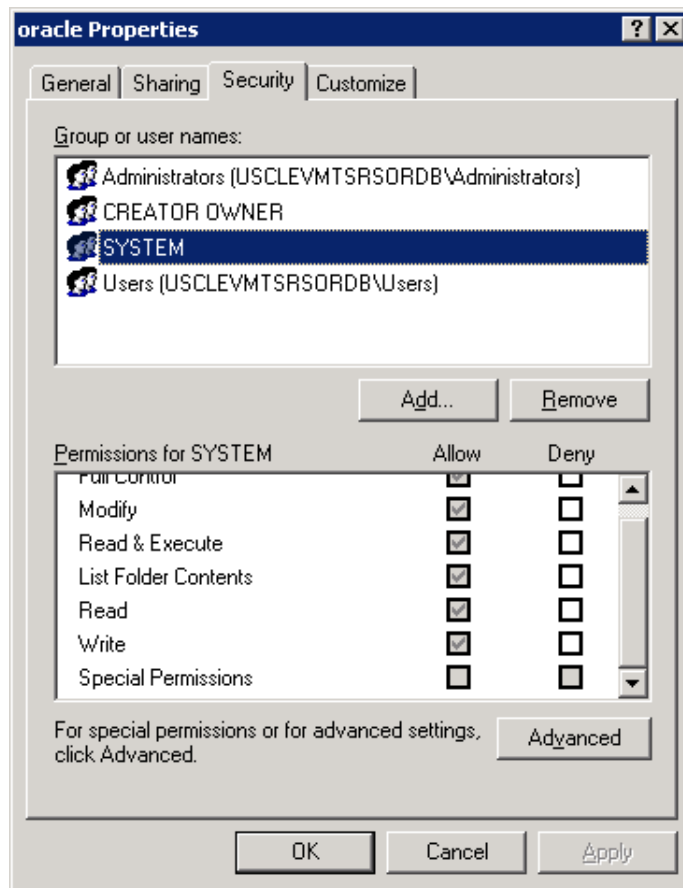 oracle Properties
General Sharing Security Customize
Group or user names:
Administrators (USCLEVMTSRSORDB\Administrators)
CREATOR OWNER
SYSTEM
Users (USCLEVMTSRSORDB\Users)
Add... Remove
Permissions for SYSTEM Allow Deny
Full Control
Modify
Read & Execute
List Folder Contents
Read
Write
Special Permissions
For special permissions or for advanced settings,
click Advanced.
Advanced
OK Cancel Apply